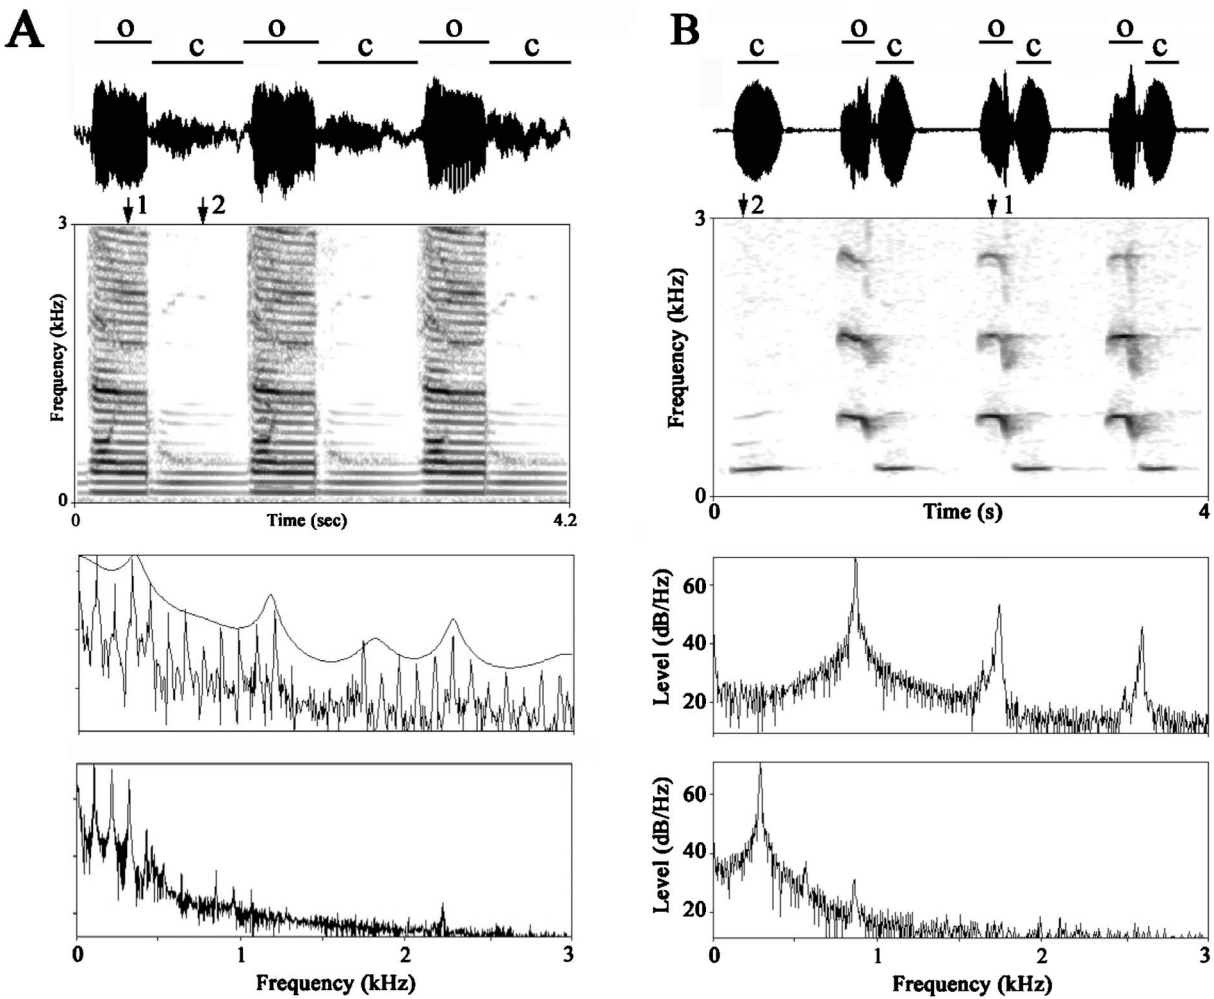 A
o o o
c c c
1 2
3
Frequency (kHz)
0
0 Time (sec) 4.2
0 1 2 3
Frequency (kHz)
B
o o o
c c c c
2 1
3
Frequency (kHz)
0
0 Time (s) 4
60
40
20
Level (dB/Hz)
60
40
20
Level (dB/Hz)
0 1 2 3
Frequency (kHz)